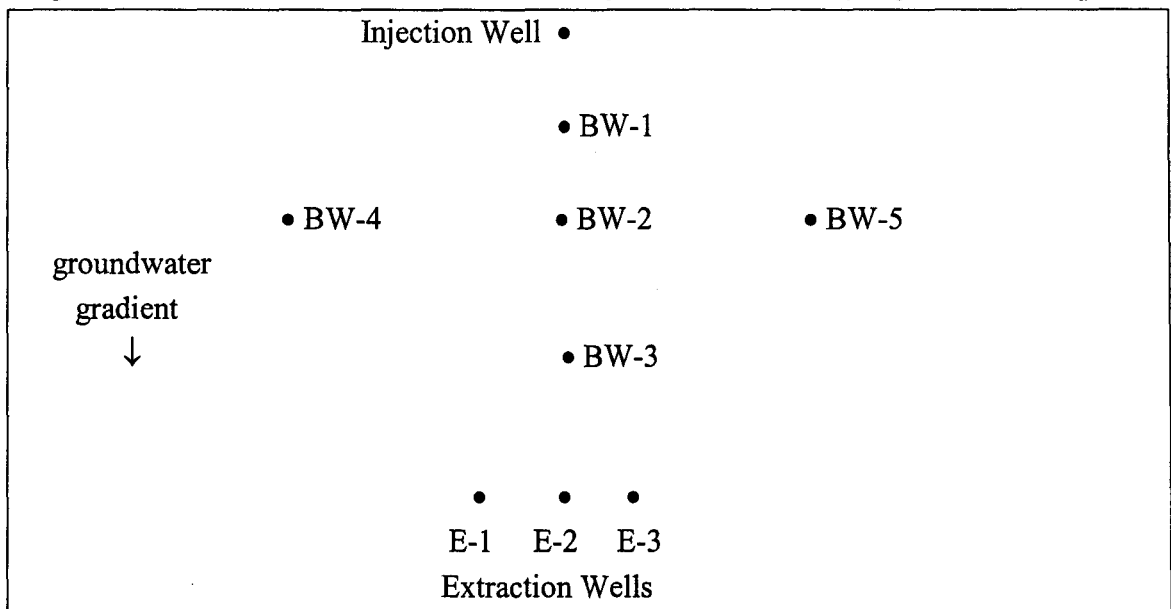 Injection Well •
• BW-1
• BW-4 • BW-2 • BW-5
groundwater
gradient
↓
• BW-3
• • •
E-1 E-2 E-3
Extraction Wells